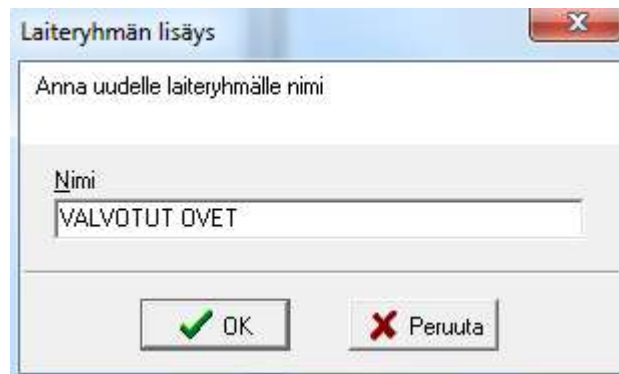 Laiteryhmän lisäys
Anna uudelle laiteryhmälle nimi
Nimi
VALVOTUT OVET
OK
Peruuta